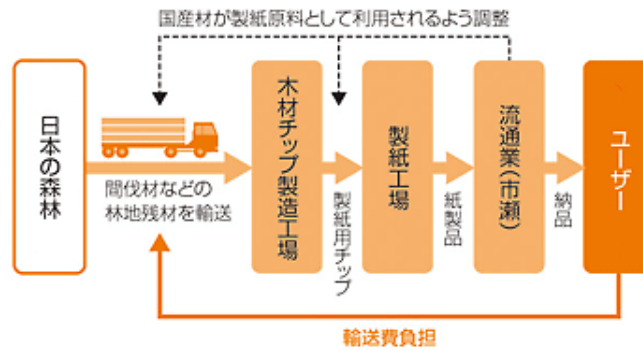 国産材が製紙原料として利用されるよう調整
日本の森林
間伐材などの
林地残材を輸送
木材チップ製造工場
製紙用チップ
製紙工場
紙製品
流通業(市瀬)
納品
ユーザー
輸送費負担